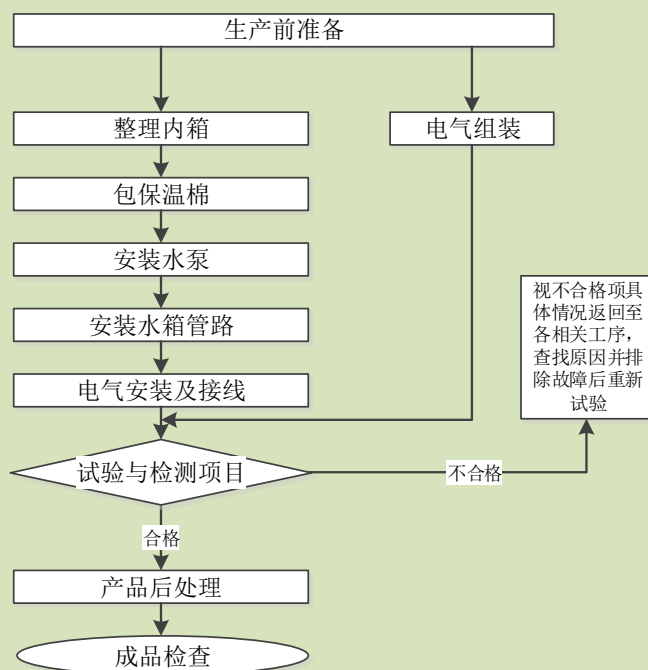 生产前准备
整理内箱
电气组装
包保温棉
安装水泵
安装水箱管路
电气安装及接线
视不合格项具
体情况返回至
各相关工序，
查找原因并排
除故障后重新
试验
试验与检测项目
不合格
合格
产品后处理
成品检查